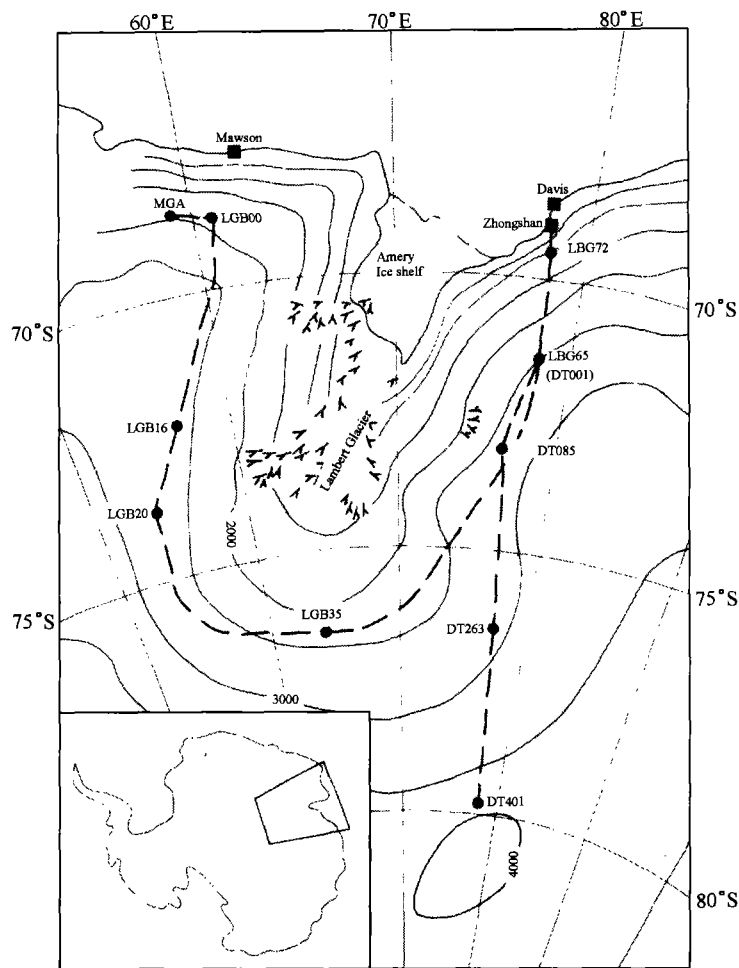 60°E
70°E
80°E
Mawson
MGA
LGB00
Davis
Zhongshan
LBG72
Amery
Ice shelf
70°S
70°S
LBG65
(DT001)
LGB16
Lambert Glacier
DT085
LGB20
2000
75°S
75°S
LGB35
DT263
3000
DT401
4000
80°S